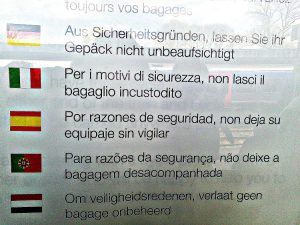 toujours vos bagages
Aus Sicherheitsgründen, lassen Sie ihr
Gepäck nicht unbeaufsichtigt
Per i motivi di sicurezza, non lasci il
bagaglio incustodito
Por razones de seguridad, non deja su
equipaje sin vigilar
Para razões da segurança, não deixe a
bagagem desacompanhada
Om verligheidsredenen, verlaat geen
bagage onbeheerd